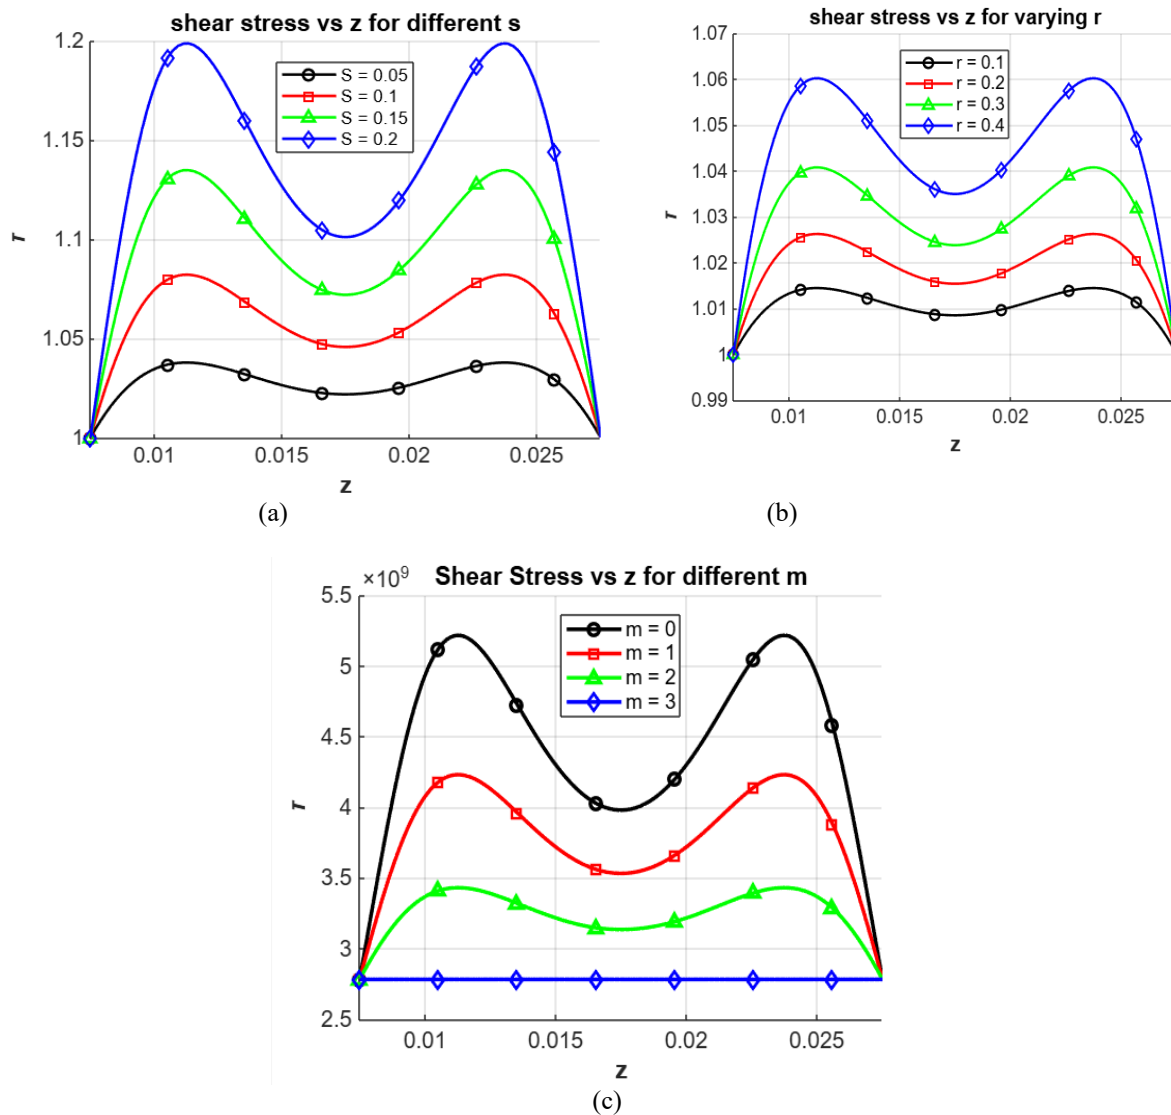 shear stress vs z for different s
1.2
1.15
1.1
1.05
1
τ
S = 0.05
S = 0.1
S = 0.15
S = 0.2
0.01
0.015
0.02
0.025
z
(a)
shear stress vs z for varying r
1.07
1.06
1.05
1.04
1.03
1.02
1.01
1
0.99
τ
r = 0.1
r = 0.2
r = 0.3
r = 0.4
0.01
0.015
0.02
0.025
z
(b)
×10⁹
Shear Stress vs z for different m
5.5
5
4.5
4
3.5
3
2.5
τ
m = 0
m = 1
m = 2
m = 3
0.01
0.015
0.02
0.025
z
(c)